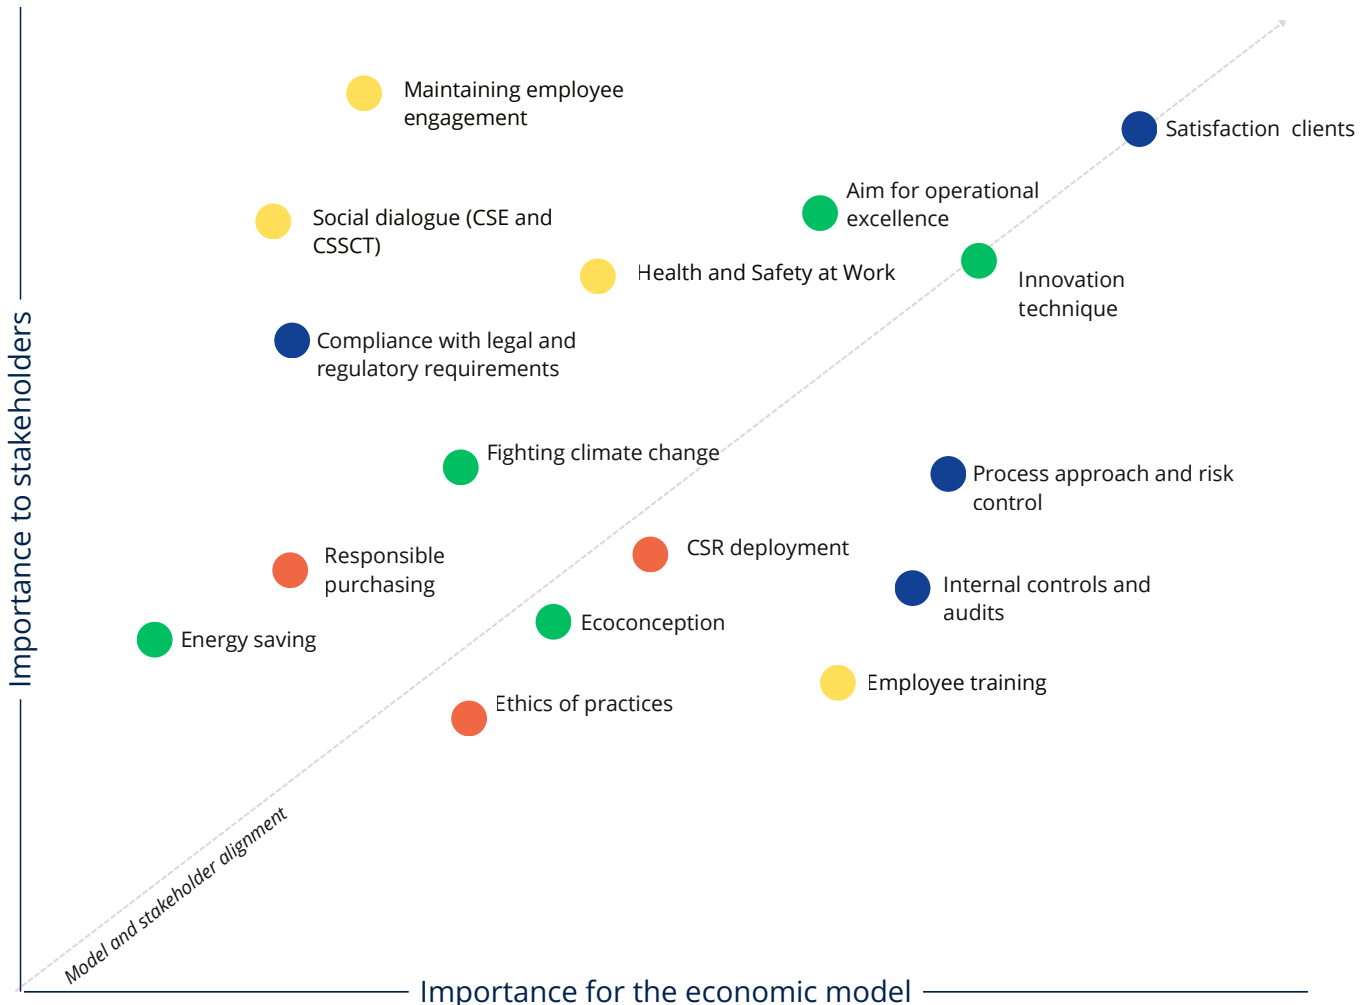 Maintaining employee
engagement
Satisfaction clients
Aim for operational
excellence
Social dialogue (CSE and
CSSCT)
Health and Safety at Work
Innovation
technique
Compliance with legal and
regulatory requirements
Fighting climate change
Process approach and risk
control
CSR deployment
Responsible
purchasing
Internal controls and
audits
Ecoconception
Energy saving
Employee training
Ethics of practices
Model and stakeholder alignment
Importance to stakeholders
Importance for the economic model